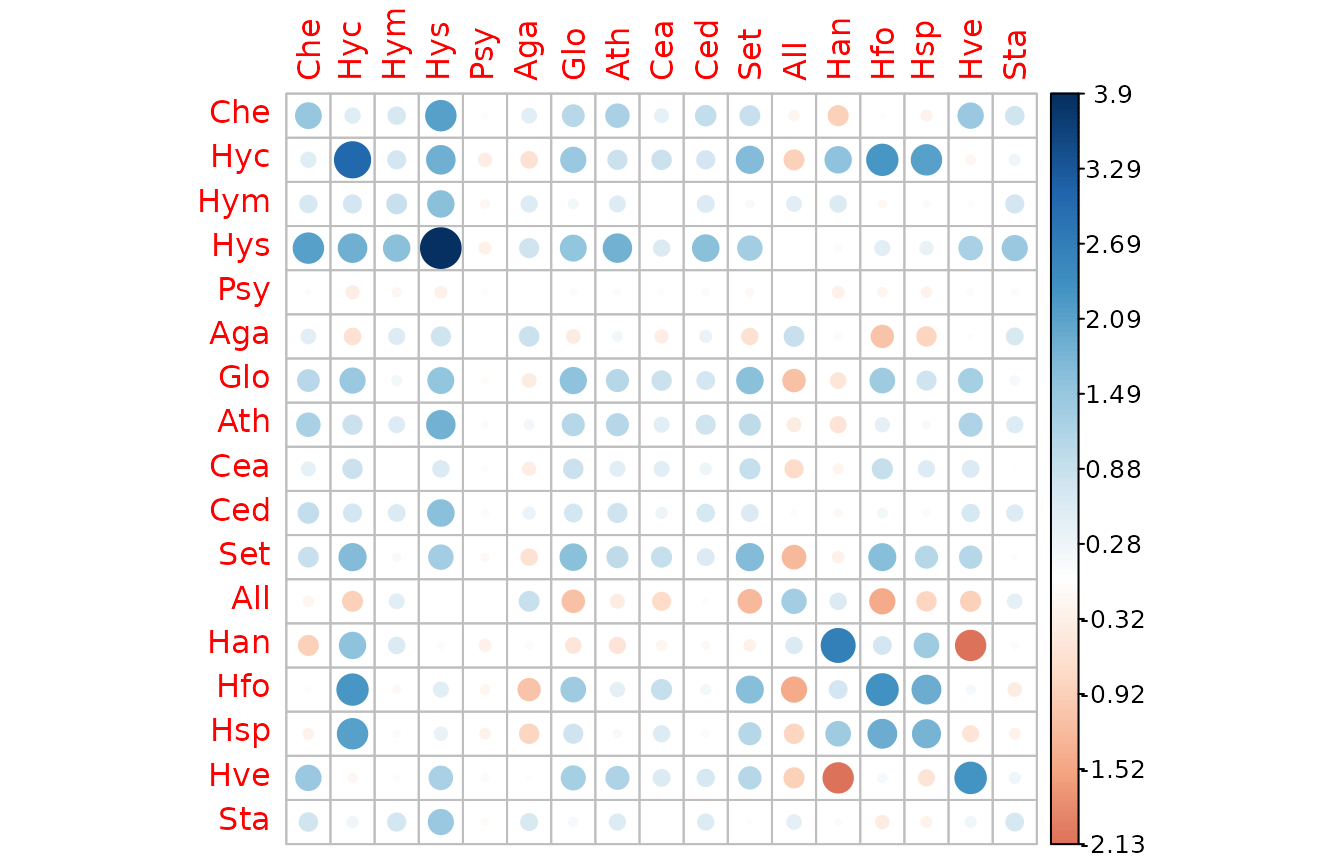 Che Hyc Hym Hys Psy Aga Glo Ath Cea Ced Set All Han Hfo Hsp Hve Sta
Che
Hyc
Hym
Hys
Psy
Aga
Glo
Ath
Cea
Ced
Set
All
Han
Hfo
Hsp
Hve
Sta
3.9
3.29
2.69
2.09
1.49
0.88
0.28
-0.32
-0.92
-1.52
-2.13